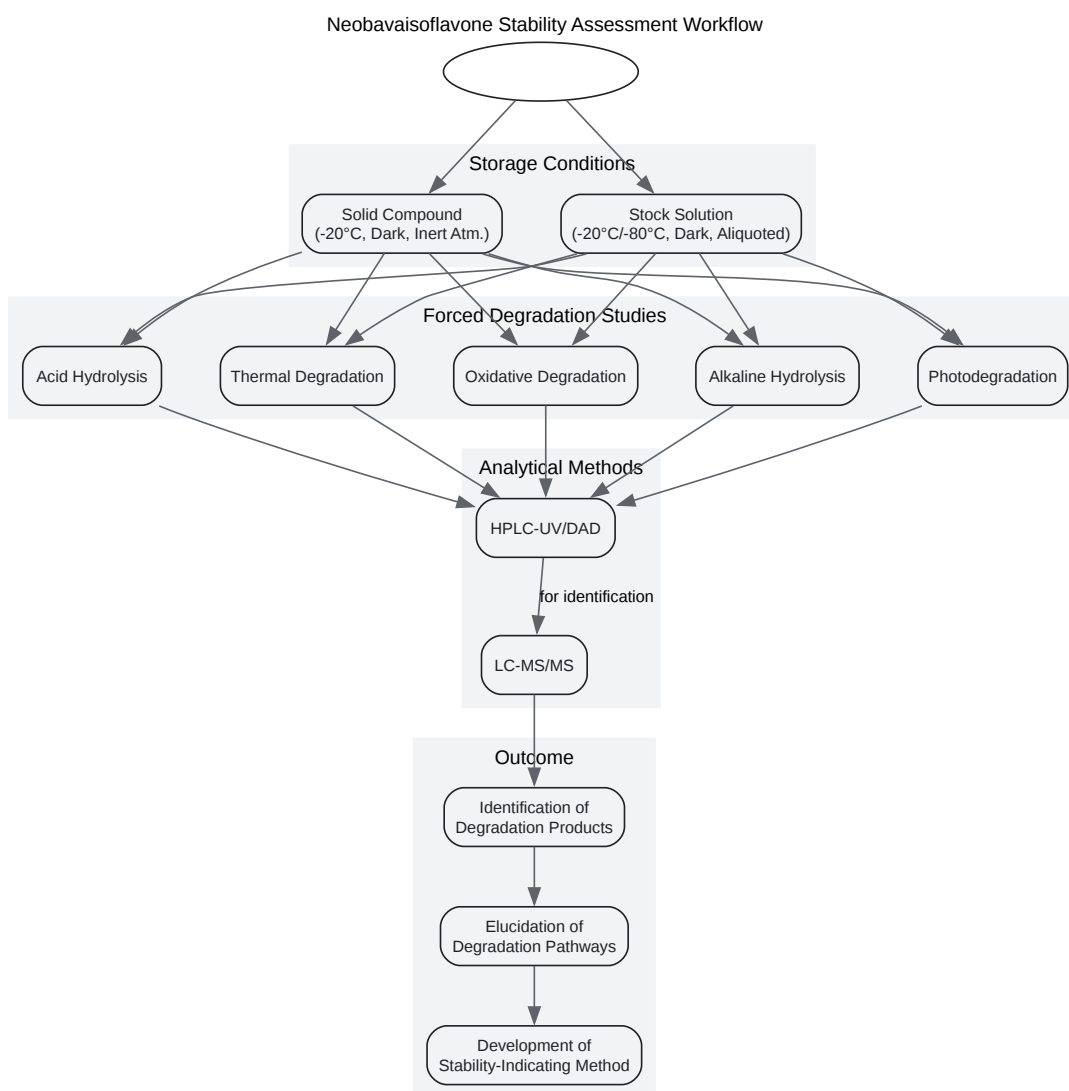 Neobavaisoflavone Stability Assessment Workflow
Storage Conditions
Solid Compound
(-20°C, Dark, Inert Atm.)
Stock Solution
(-20°C/-80°C, Dark, Aliquoted)
Forced Degradation Studies
Acid Hydrolysis
Thermal Degradation
Oxidative Degradation
Alkaline Hydrolysis
Photodegradation
Analytical Methods
HPLC-UV/DAD
for identification
LC-MS/MS
Outcome
Identification of
Degradation Products
Elucidation of
Degradation Pathways
Development of
Stability-Indicating Method